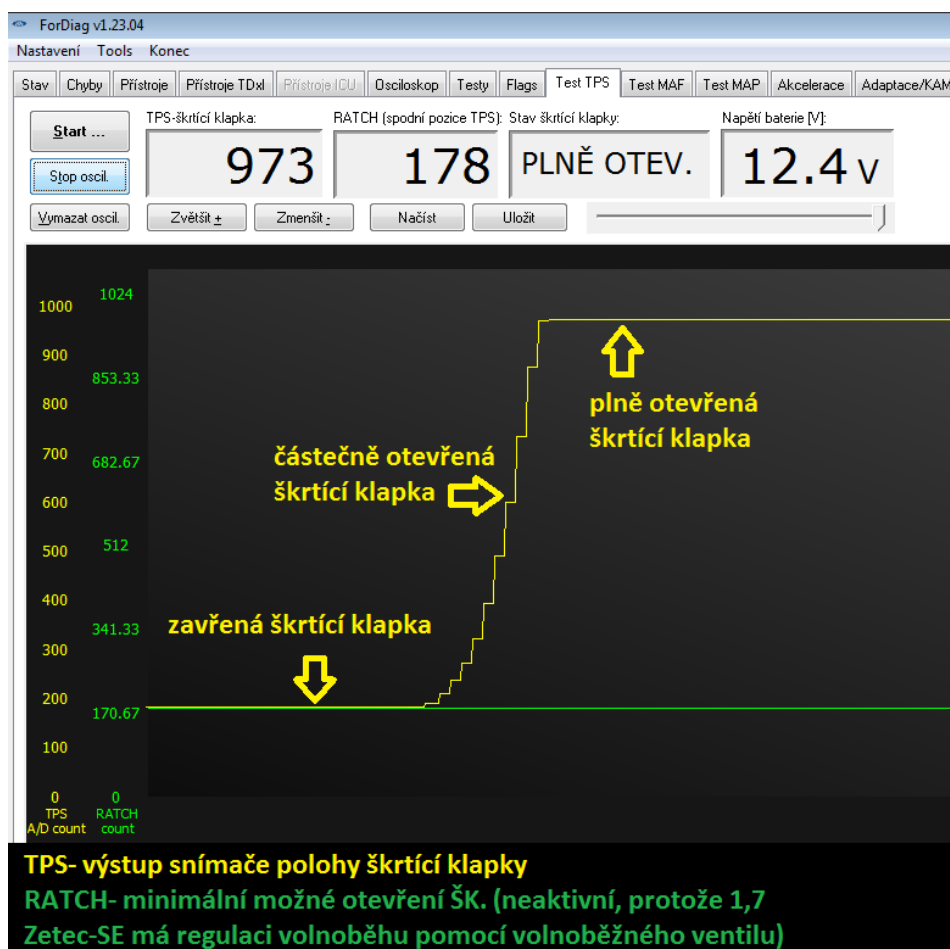 ForDiag v1.23.04
Nastavení Tools Konec
Stav Chyby Přístroje Přístroje TDxI Přístroje ICU Osciloskop Testy Flags Test TPS Test MAF Test MAP Akcelerace Adaptace/KAM
Start ...
TPS-škrtící klapka: RATCH (spodní pozice TPS): Stav škrtící klapky: Napětí baterie [V]:
973 178 PLNĚ OTEV. 12.4 V
Stop oscil.
Vymazat oscil. Zvětšit + Zmenšit - Načíst Uložit
1024
1000
900
853.33
800
plně otevřená
škrtící klapka
700
682.67
částečně otevřená
škrtící klapka
600
512
500
400
341.33
zavřená škrtící klapka
300
200
170.67
100
0 0
TPS RATCH
A/D count count
TPS- výstup snímače polohy škrtící klapky
RATCH- minimální možné otevření ŠK. (neaktivní, protože 1,7
Zetec-SE má regulaci volnoběhu pomocí volnoběžného ventilu)